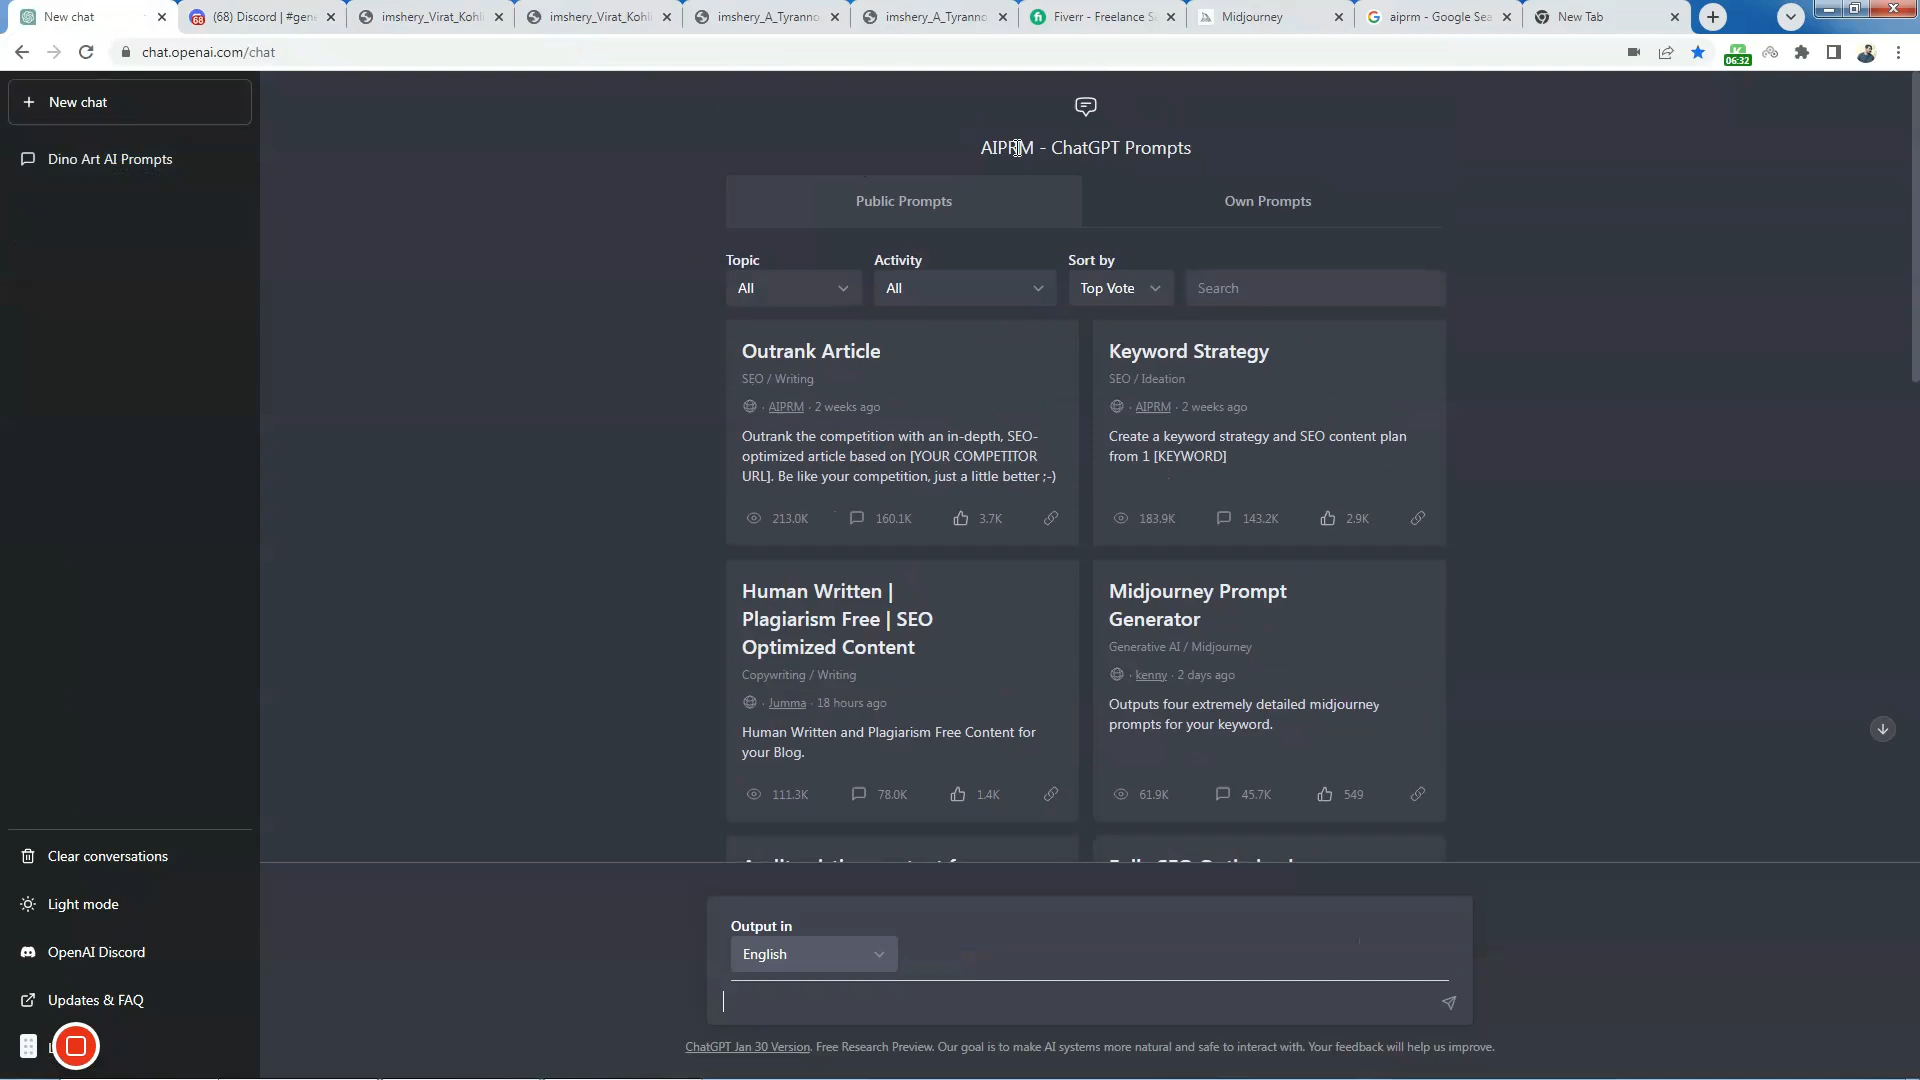 New chat
(68) Discord | #gene
imshery_Virat_Kohli
imshery_Virat_Kohli
imshery_A_Tyranno
imshery_A_Tyranno
Fiverr - Freelance Se
Midjourney
aiprm - Google Sea
New Tab
chat.openai.com/chat
06:32
New chat
Dino Art AI Prompts
AIPRM - ChatGPT Prompts
Public Prompts
Own Prompts
Topic
Activity
Sort by
All
All
Top Vote
Search
Outrank Article
SEO / Writing
· AIPRM · 2 weeks ago
Outrank the competition with an in-depth, SEO-
optimized article based on [YOUR COMPETITOR
URL]. Be like your competition, just a little better ;-)
213.0K
160.1K
3.7K
Keyword Strategy
SEO / Ideation
· AIPRM · 2 weeks ago
Create a keyword strategy and SEO content plan
from 1 [KEYWORD]
183.9K
143.2K
2.9K
Human Written |
Plagiarism Free | SEO
Optimized Content
Copywriting / Writing
· Jumma · 18 hours ago
Human Written and Plagiarism Free Content for
your Blog.
111.3K
78.0K
1.4K
Midjourney Prompt
Generator
Generative AI / Midjourney
· kenny · 2 days ago
Outputs four extremely detailed midjourney
prompts for your keyword.
61.9K
45.7K
549
Clear conversations
Light mode
OpenAI Discord
Updates & FAQ
Output in
English
ChatGPT Jan 30 Version. Free Research Preview. Our goal is to make AI systems more natural and safe to interact with. Your feedback will help us improve.